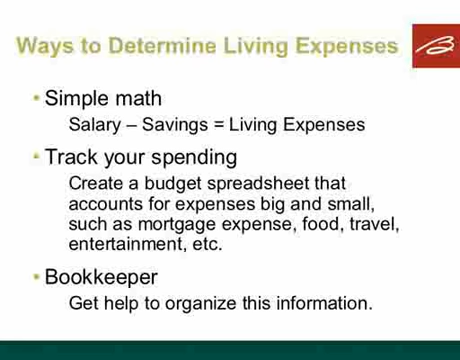 Ways to Determine Living Expenses
• Simple math
Salary – Savings = Living Expenses
• Track your spending
Create a budget spreadsheet that
accounts for expenses big and small,
such as mortgage expense, food, travel,
entertainment, etc.
• Bookkeeper
Get help to organize this information.